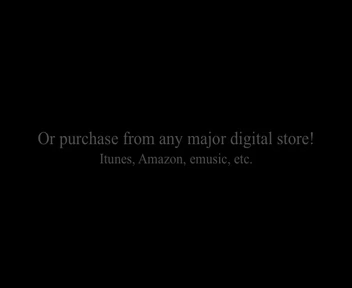 Or purchase from any major digital store!
Itunes, Amazon, emusic, etc.